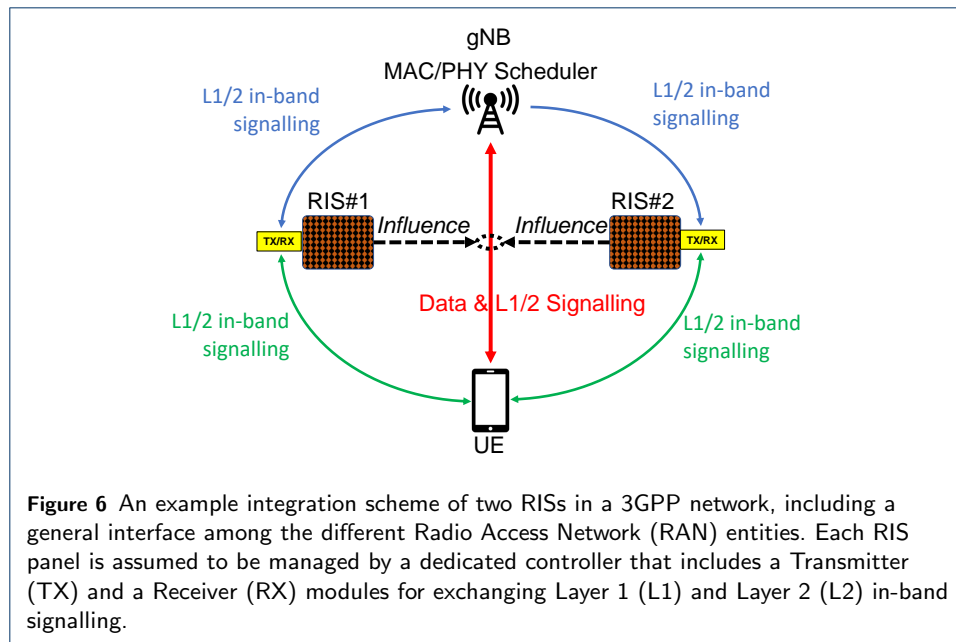 gNB
MAC/PHY Scheduler
L1/2 in-band
signalling
L1/2 in-band
signalling
RIS#1
RIS#2
TX/RX
Influence
Influence
TX/RX
Data & L1/2 Signalling
L1/2 in-band
signalling
L1/2 in-band
signalling
UE
Figure 6 An example integration scheme of two RISs in a 3GPP network, including a
general interface among the different Radio Access Network (RAN) entities. Each RIS
panel is assumed to be managed by a dedicated controller that includes a Transmitter
(TX) and a Receiver (RX) modules for exchanging Layer 1 (L1) and Layer 2 (L2) in-band
signalling.